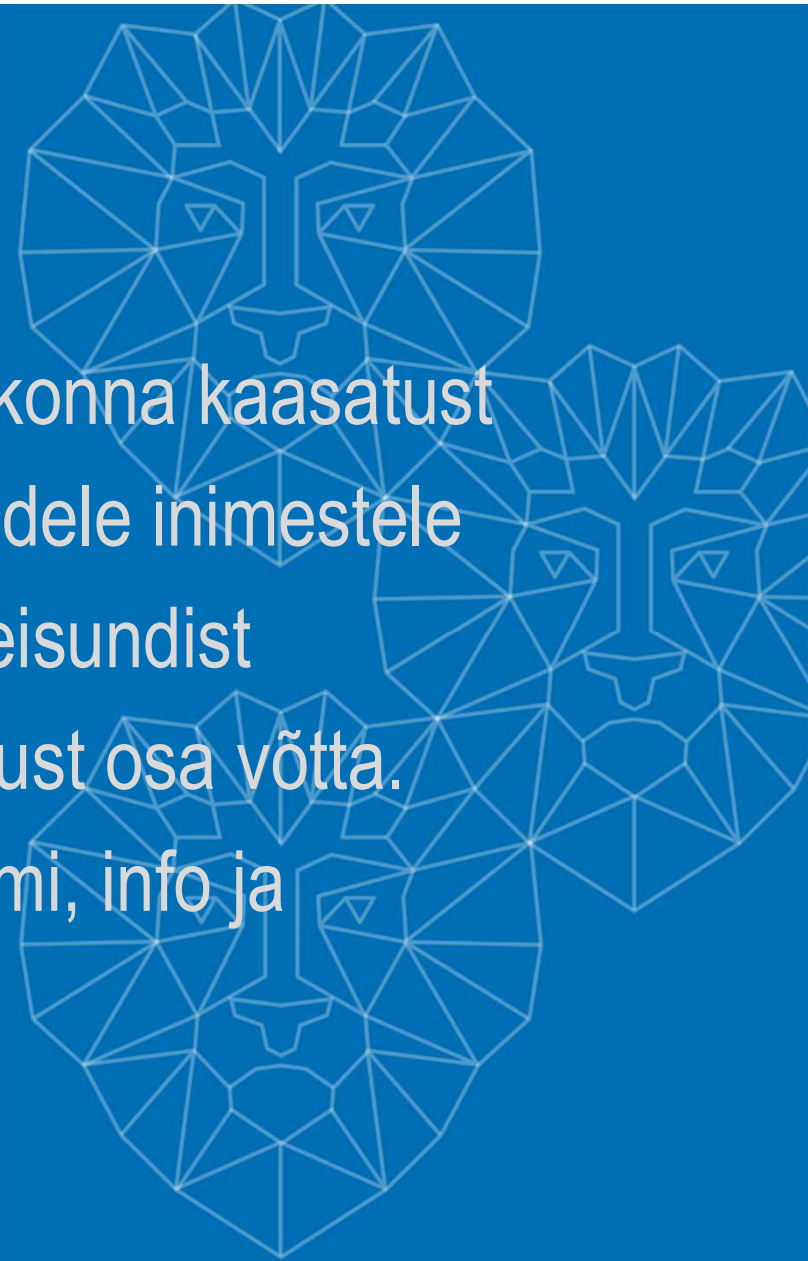 konna kaasatust
dele inimestele
eisundist
ust osa võtta.
mi, info ja